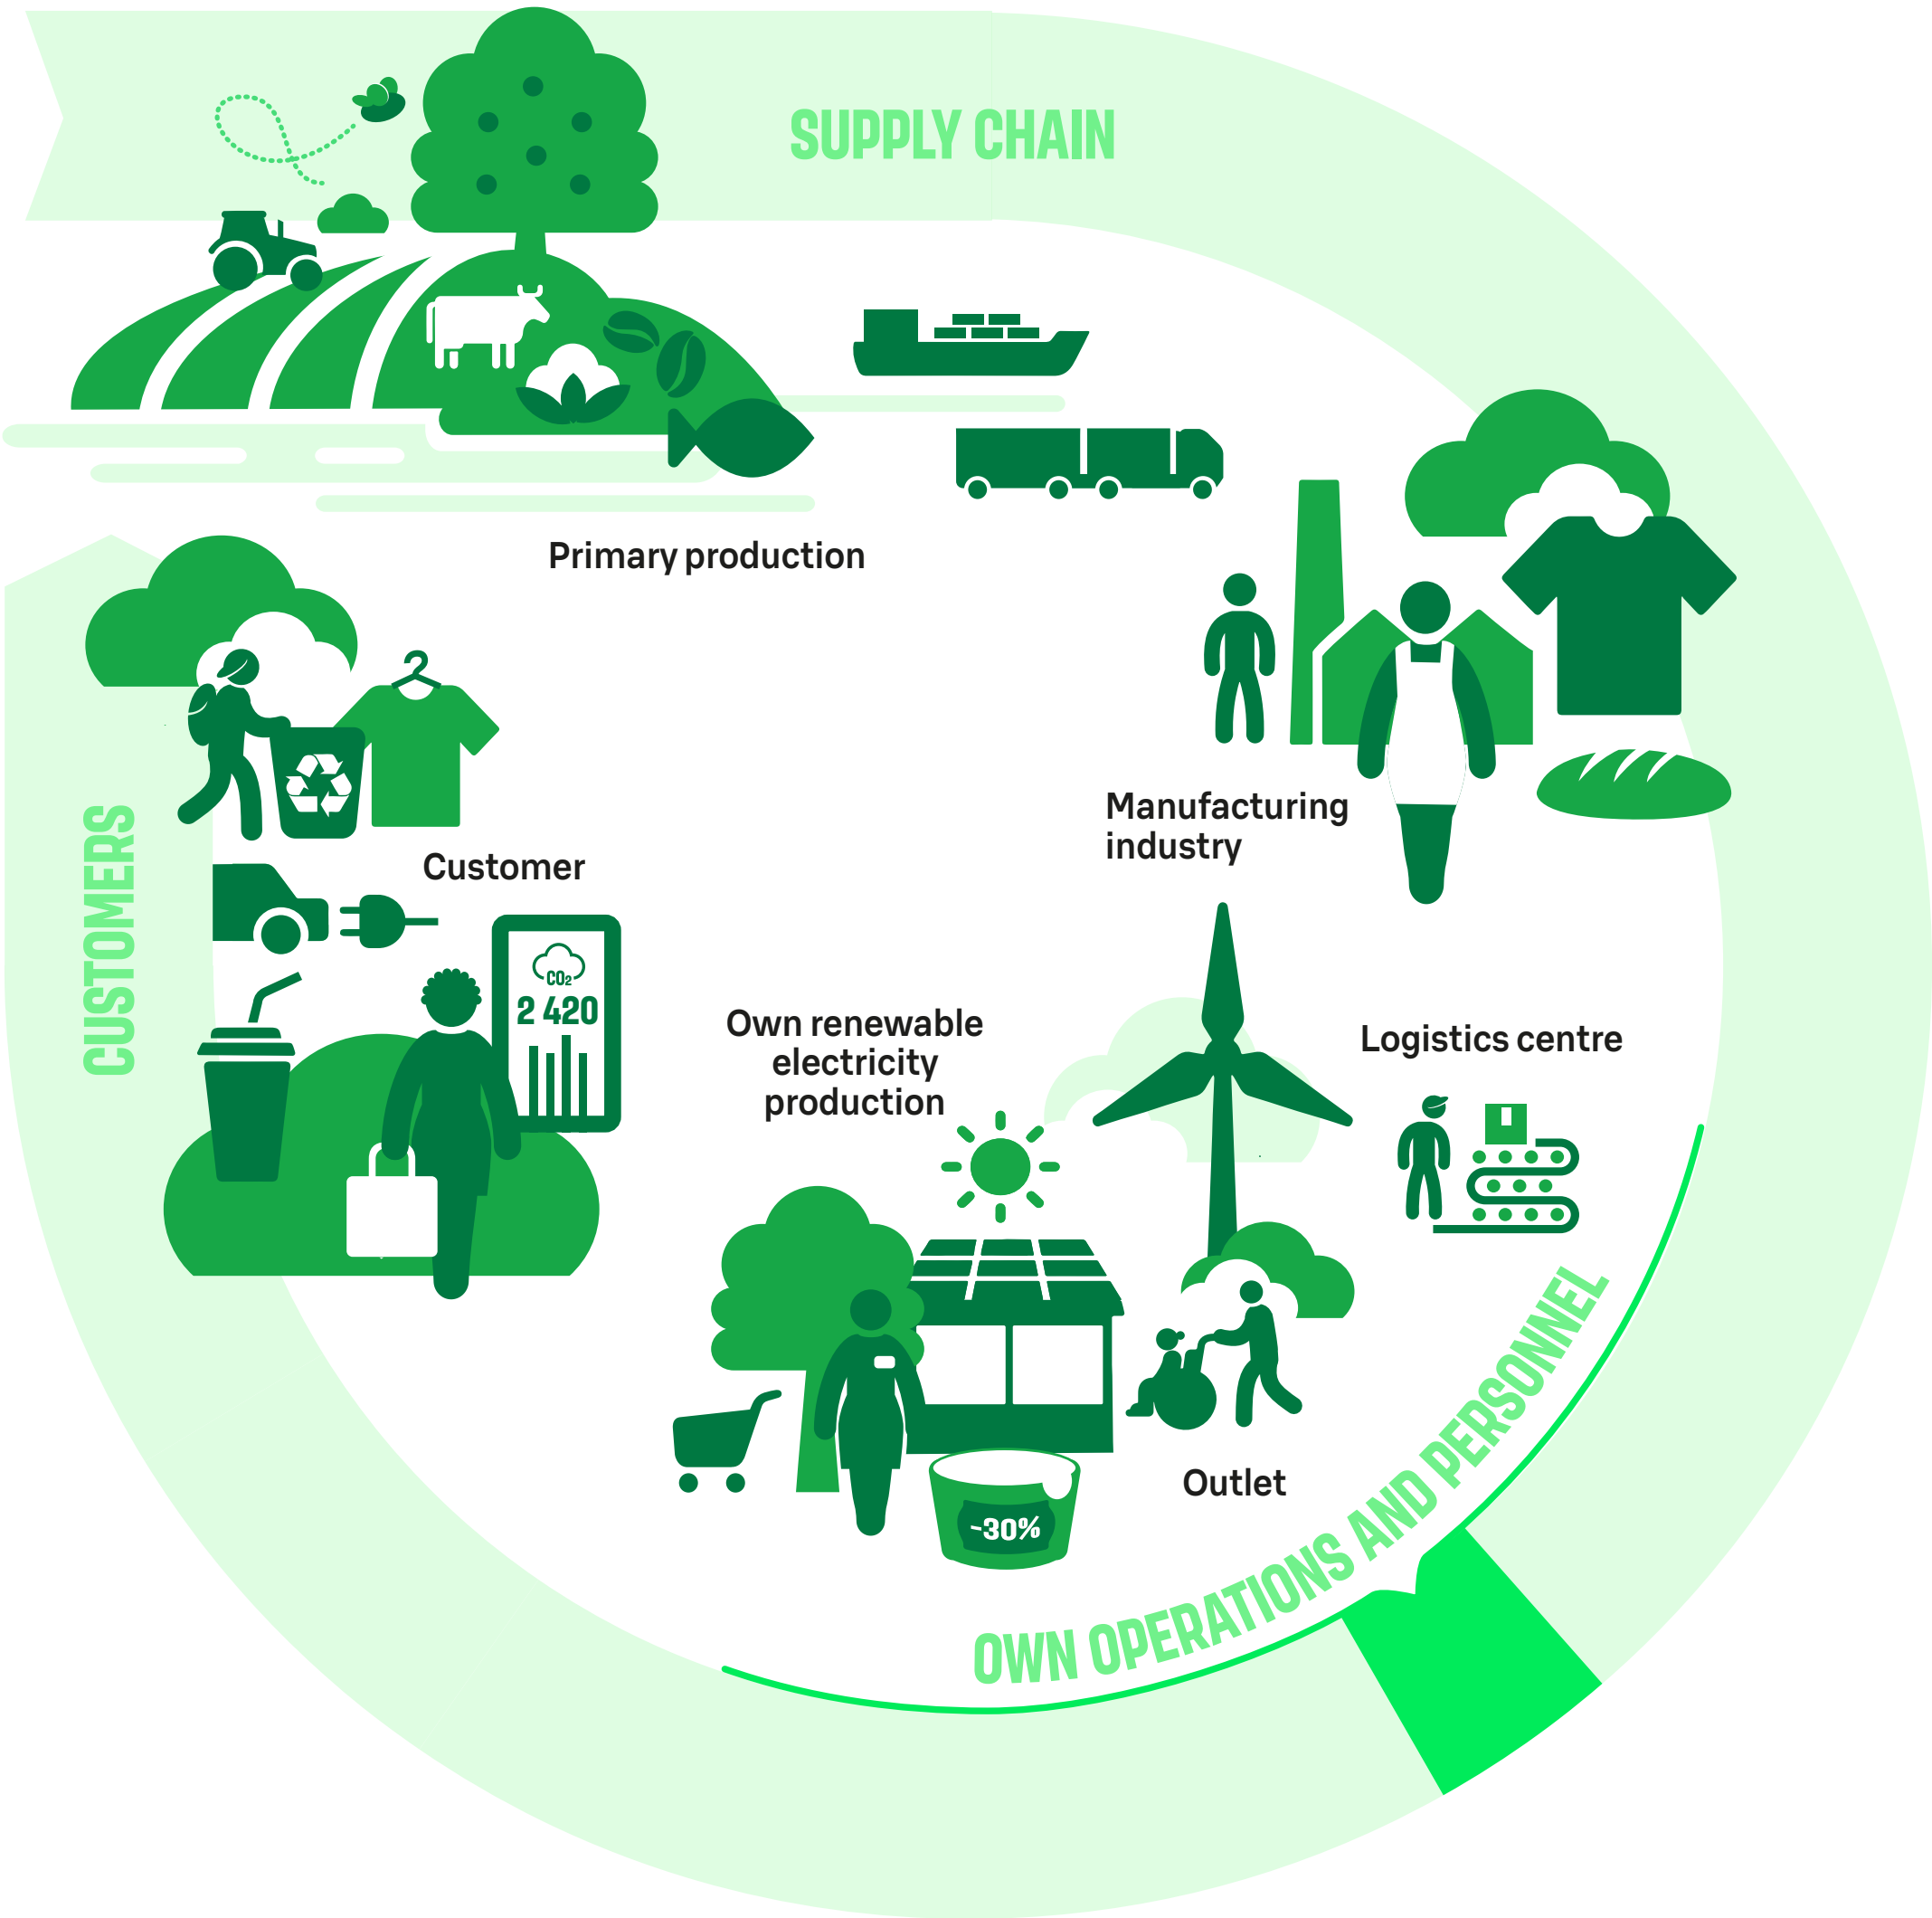 SUPPLY CHAIN
Primary production
Manufacturing
industry
CUSTOMERS
Customer
CO₂
2 420
Own renewable
electricity
production
Logistics centre
Outlet
-30%
OWN OPERATIONS AND PERSONNEL